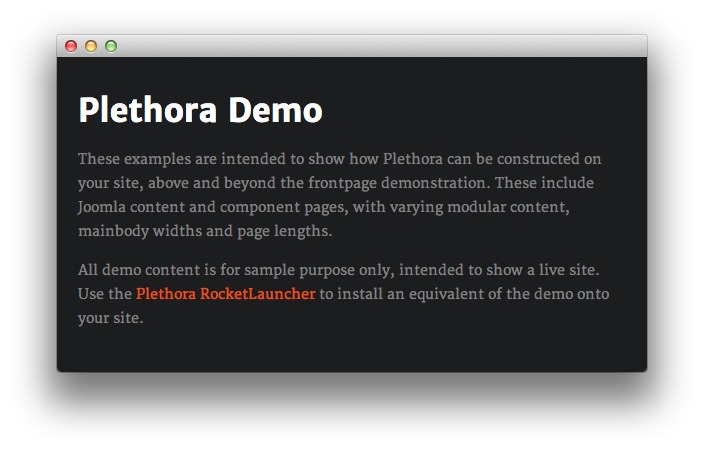 Plethora Demo
These examples are intended to show how Plethora can be constructed on
your site, above and beyond the frontpage demonstration. These include
Joomla content and component pages, with varying modular content,
mainbody widths and page lengths.
All demo content is for sample purpose only, intended to show a live site.
Use the Plethora RocketLauncher to install an equivalent of the demo onto
your site.